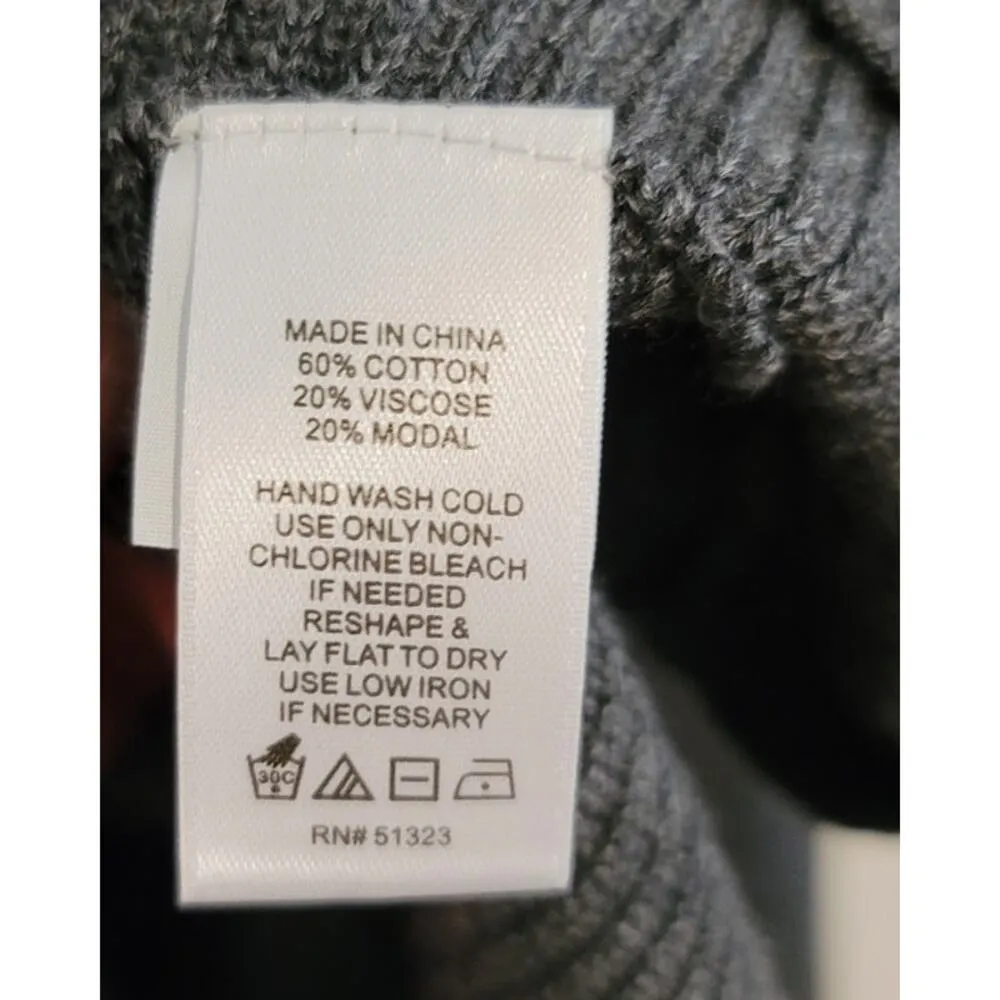 MADE IN CHINA
60% COTTON
20% VISCOSE
20% MODAL
HAND WASH COLD
USE ONLY NON-
CHLORINE BLEACH
IF NEEDED
RESHAPE &
LAY FLAT TO DRY
USE LOW IRON
IF NECESSARY
30C
RN# 51323